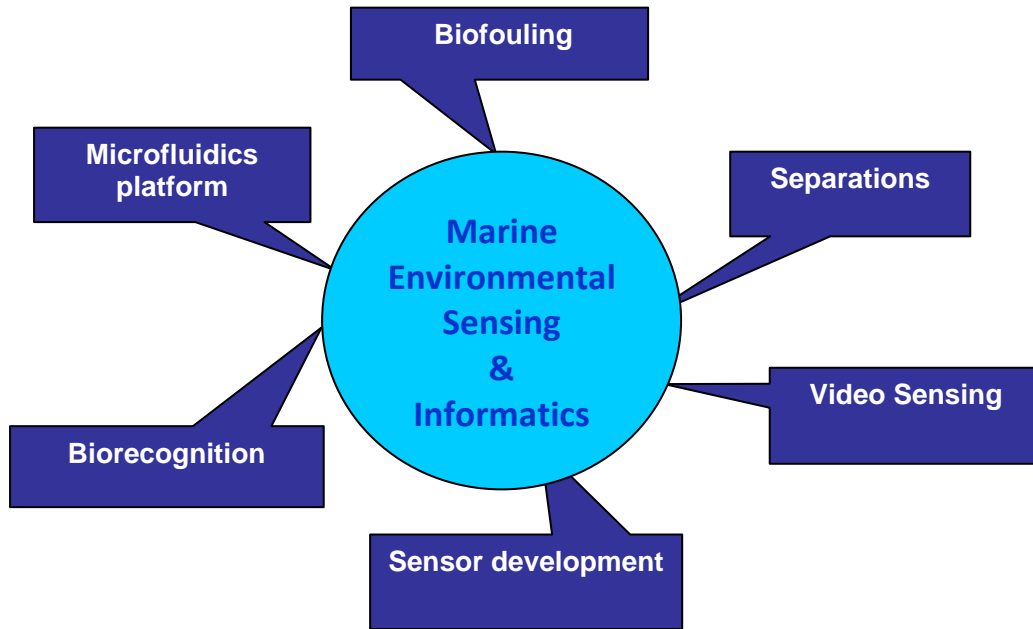 Biofouling
Microfluidics
platform
Separations
Marine
Environmental
Sensing
&
Informatics
Video Sensing
Biorecognition
Sensor development